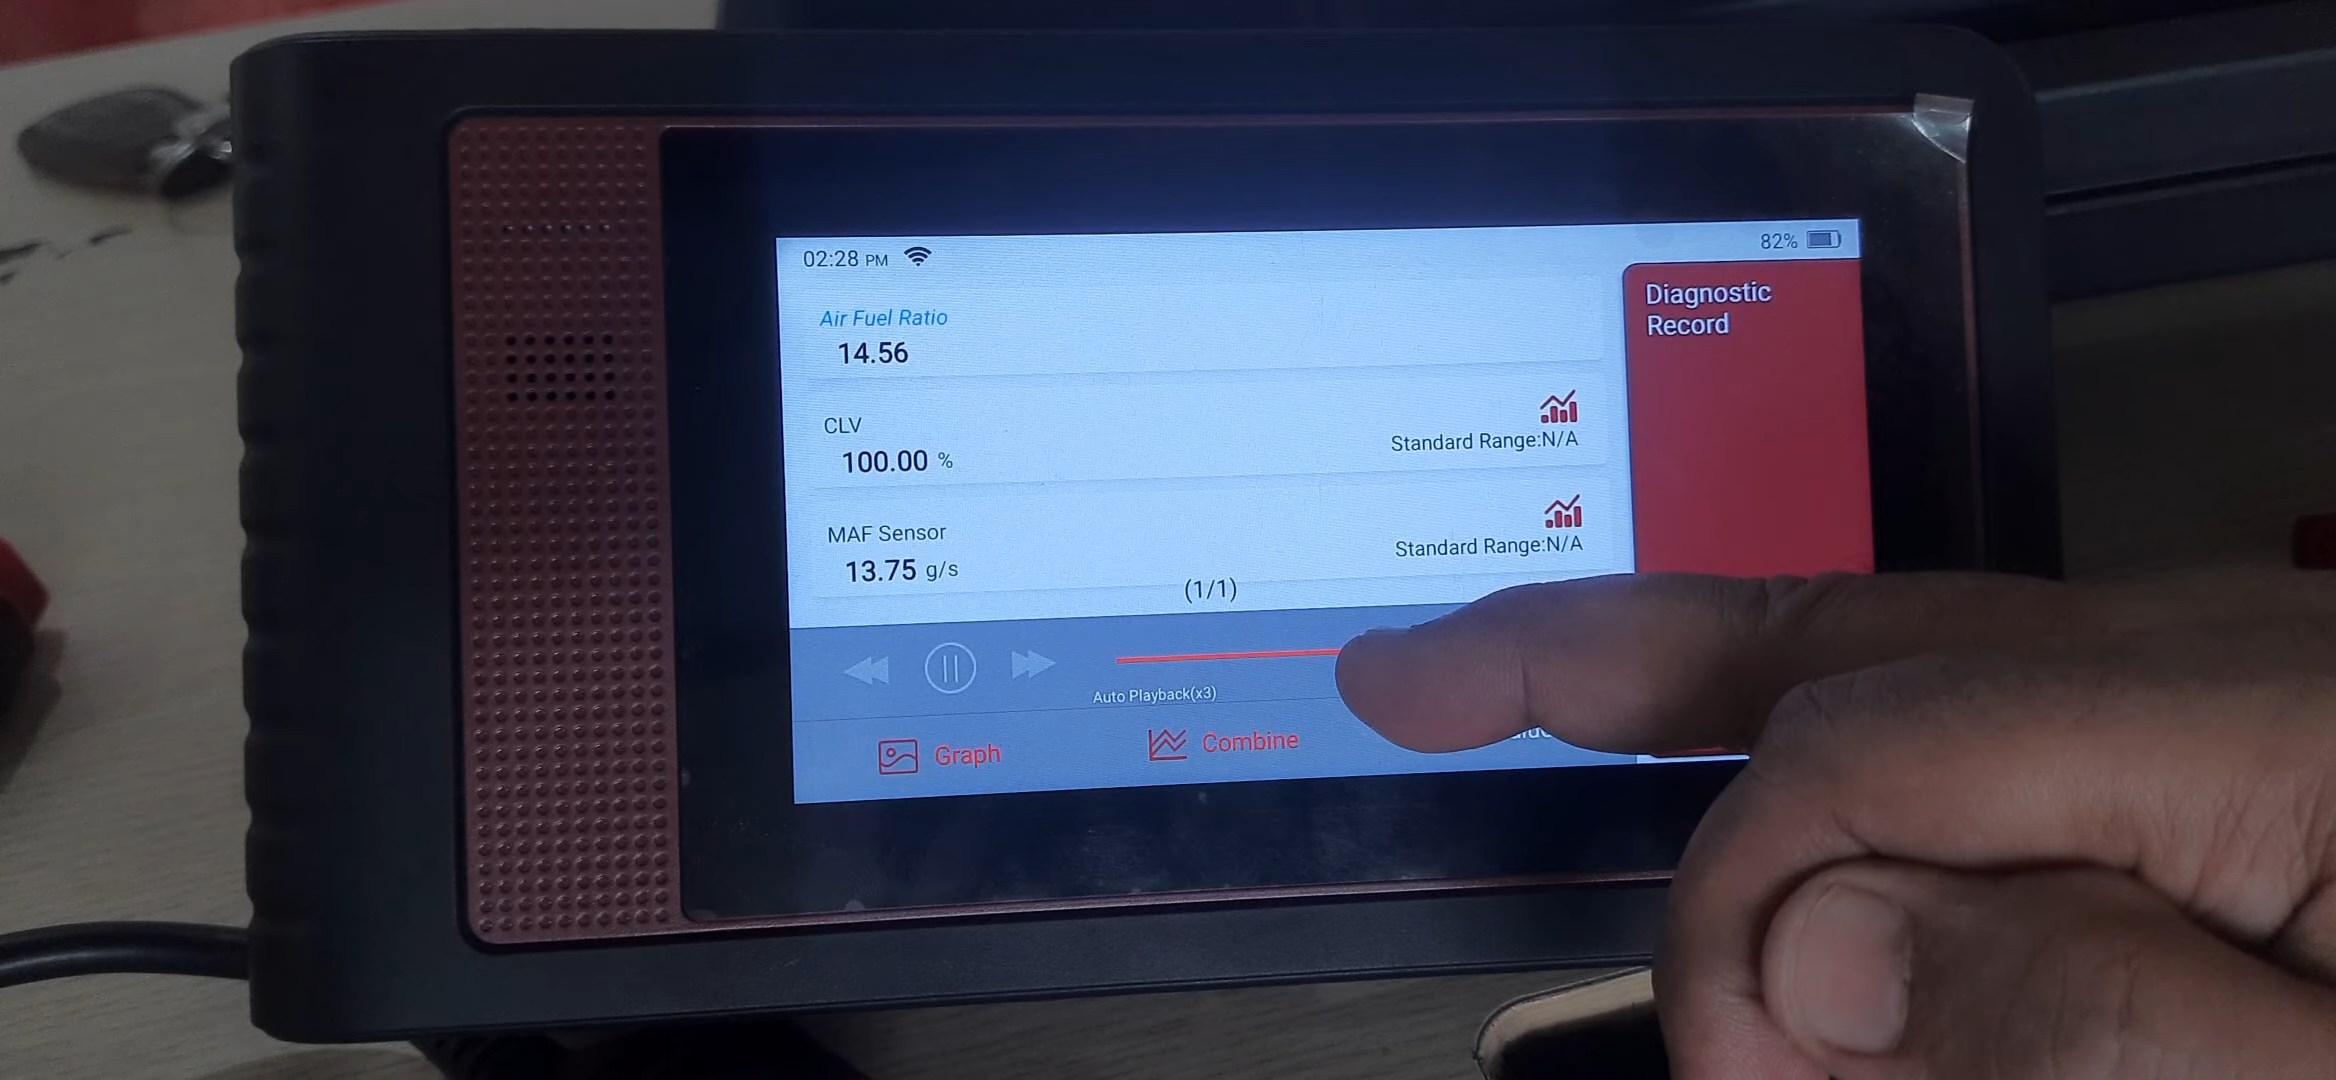 02:28 PM
82%
Air Fuel Ratio
14.56
CLV
100.00 %
Standard Range:N/A
MAF Sensor
13.75 g/s
Standard Range:N/A
(1/1)
Auto Playback(x3)
Graph
Combine
Diagnostic
Record